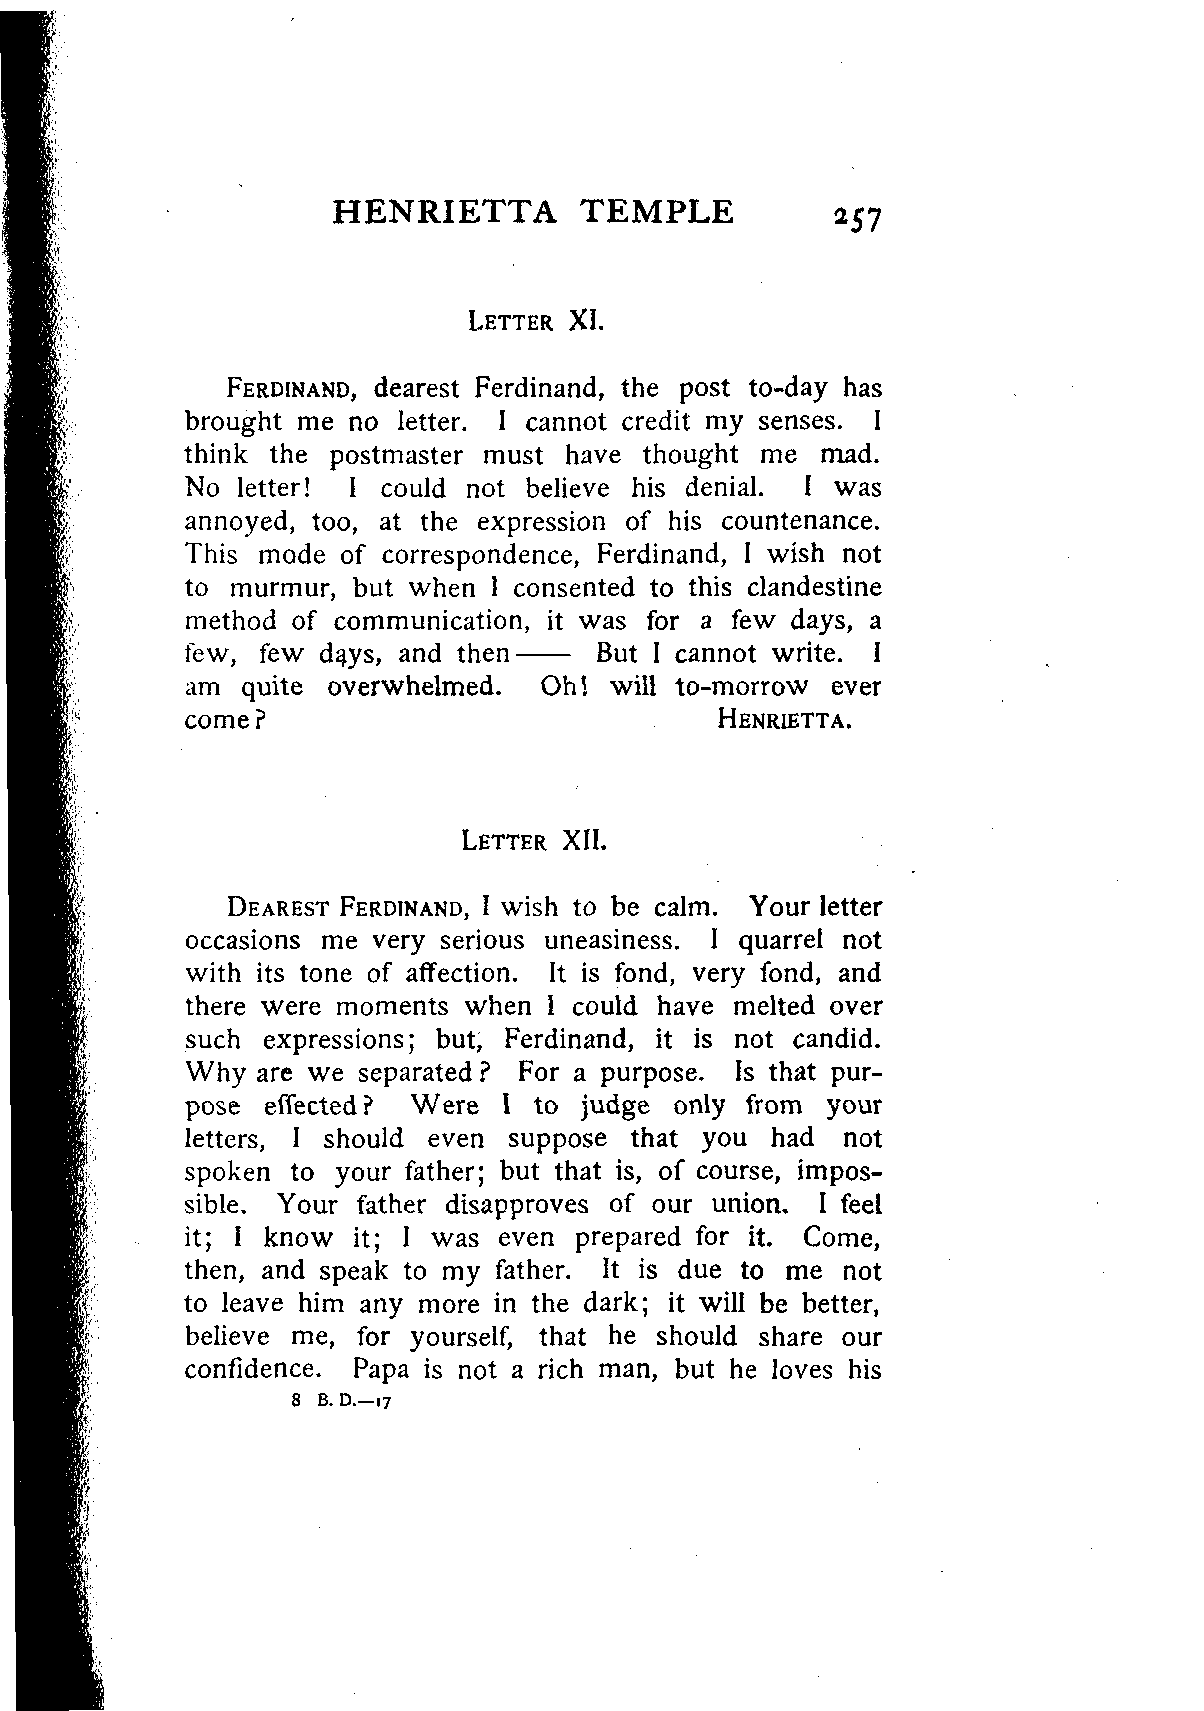 HENRIETTA TEMPLE 257
LETTER XI.
FERDINAND, dearest Ferdinand, the post to-day has
brought me no letter. I cannot credit my senses. I
think the postmaster must have thought me mad.
No letter! I could not believe his denial. I was
annoyed, too, at the expression of his countenance.
This mode of correspondence, Ferdinand, I wish not
to murmur, but when I consented to this clandestine
method of communication, it was for a few days, a
few, few days, and then—— But I cannot write. I
am quite overwhelmed. Oh! will to-morrow ever
come? HENRIETTA.
LETTER XII.
DEAREST FERDINAND, I wish to be calm. Your letter
occasions me very serious uneasiness. I quarrel not
with its tone of affection. It is fond, very fond, and
there were moments when I could have melted over
such expressions; but, Ferdinand, it is not candid.
Why are we separated? For a purpose. Is that pur-
pose effected? Were I to judge only from your
letters, I should even suppose that you had not
spoken to your father; but that is, of course, impos-
sible. Your father disapproves of our union. I feel
it; I know it; I was even prepared for it. Come,
then, and speak to my father. It is due to me not
to leave him any more in the dark; it will be better,
believe me, for yourself, that he should share our
confidence. Papa is not a rich man, but he loves his
8 B. D.—17